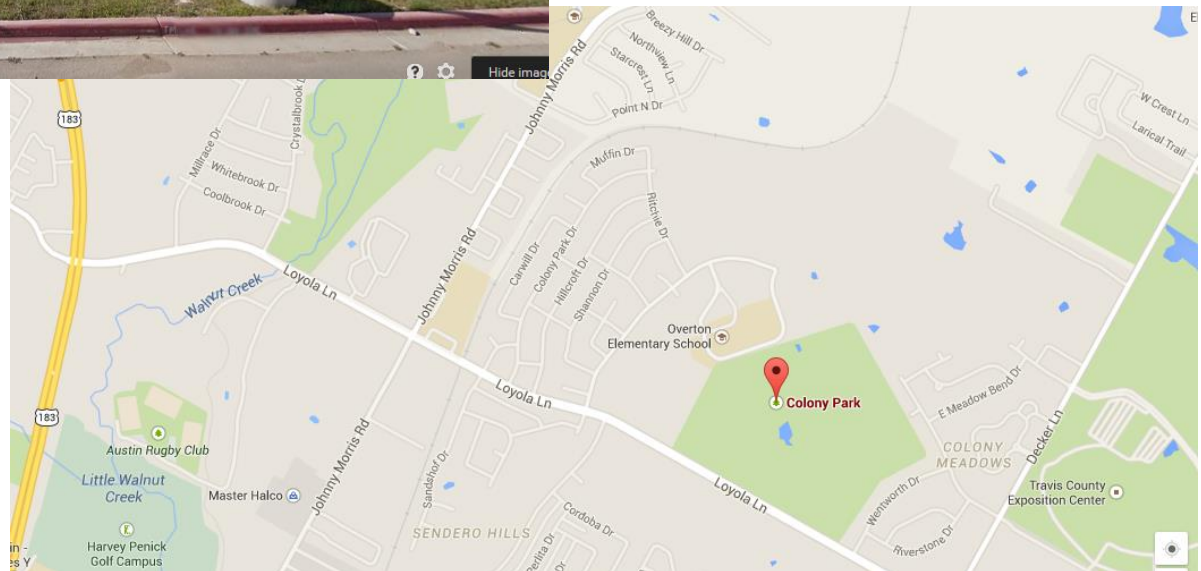 Hide imag
Breezy Hill Dr
Northview Ln
Starcrest Ln
Point N Dr
Johnny Morris Rd
W Crest Ln
Larical Trail
183
Crystalbrook D
Millrace Dr
Whitebrook Dr
Coolbrook Dr
Muffin Dr
Ritchie Dr
Carwill Dr
Colony Park Dr
Hillcroft Dr
Shannon Dr
Johnny Morris Rd
Loyola Ln
Walnut Creek
Overton
Elementary School
Colony Park
E Meadow Bend Dr
COLONY
MEADOWS
Decker Ln
Loyola Ln
183
Austin Rugby Club
Little Walnut
Creek
Master Halco
Johnny Morris Rd
Sandshof Dr
SENDERO HILLS
Cordoba Dr
Perlita Dr
Loyola Ln
Wentworth Dr
Riverstone Dr
Travis County
Exposition Center
Harvey Penick
Golf Campus
in -
es Y